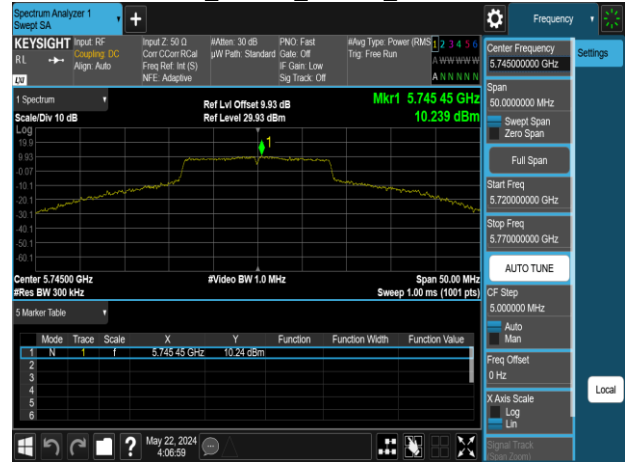 Spectrum Analyzer 1
Swept SA
Frequency
KEYSIGHT
Input: RF
Coupling: DC
Align: Auto
Input Z: 50 Ω
Corr CCorr RCal
Freq Ref: Int (S)
NFE: Adaptive
#Atten: 30 dB
µW Path: Standard
PNO: Fast
Gate: Off
IF Gain: Low
Sig Track: Off
#Avg Type: Power (RMS
Trig: Free Run
1 2 3 4 5 6
A W W W W W
A N N N N N
R L
LXI
1 Spectrum
Scale/Div 10 dB
Ref Lvl Offset 9.93 dB
Ref Level 29.93 dBm
Mkr1 5.745 45 GHz
10.239 dBm
Log
19.9
9.93
-0.07
-10.1
-20.1
-30.1
-40.1
-50.1
-60.1
1
Center 5.74500 GHz
#Res BW 300 kHz
#Video BW 1.0 MHz
Span 50.00 MHz
Sweep 1.00 ms (1001 pts)
5 Marker Table
Mode Trace Scale X Y Function Function Width Function Value
1 N 1 f 5.745 45 GHz 10.24 dBm
2
3
4
5
6
May 22, 2024
4:06:59
?
Center Frequency
5.745000000 GHz
Settings
Span
50.0000000 MHz
Swept Span
Zero Span
Full Span
Start Freq
5.720000000 GHz
Stop Freq
5.770000000 GHz
AUTO TUNE
CF Step
5.000000 MHz
Auto
Man
Freq Offset
0 Hz
X Axis Scale
Log
Lin
Signal Track
(Span Zoom)
Local